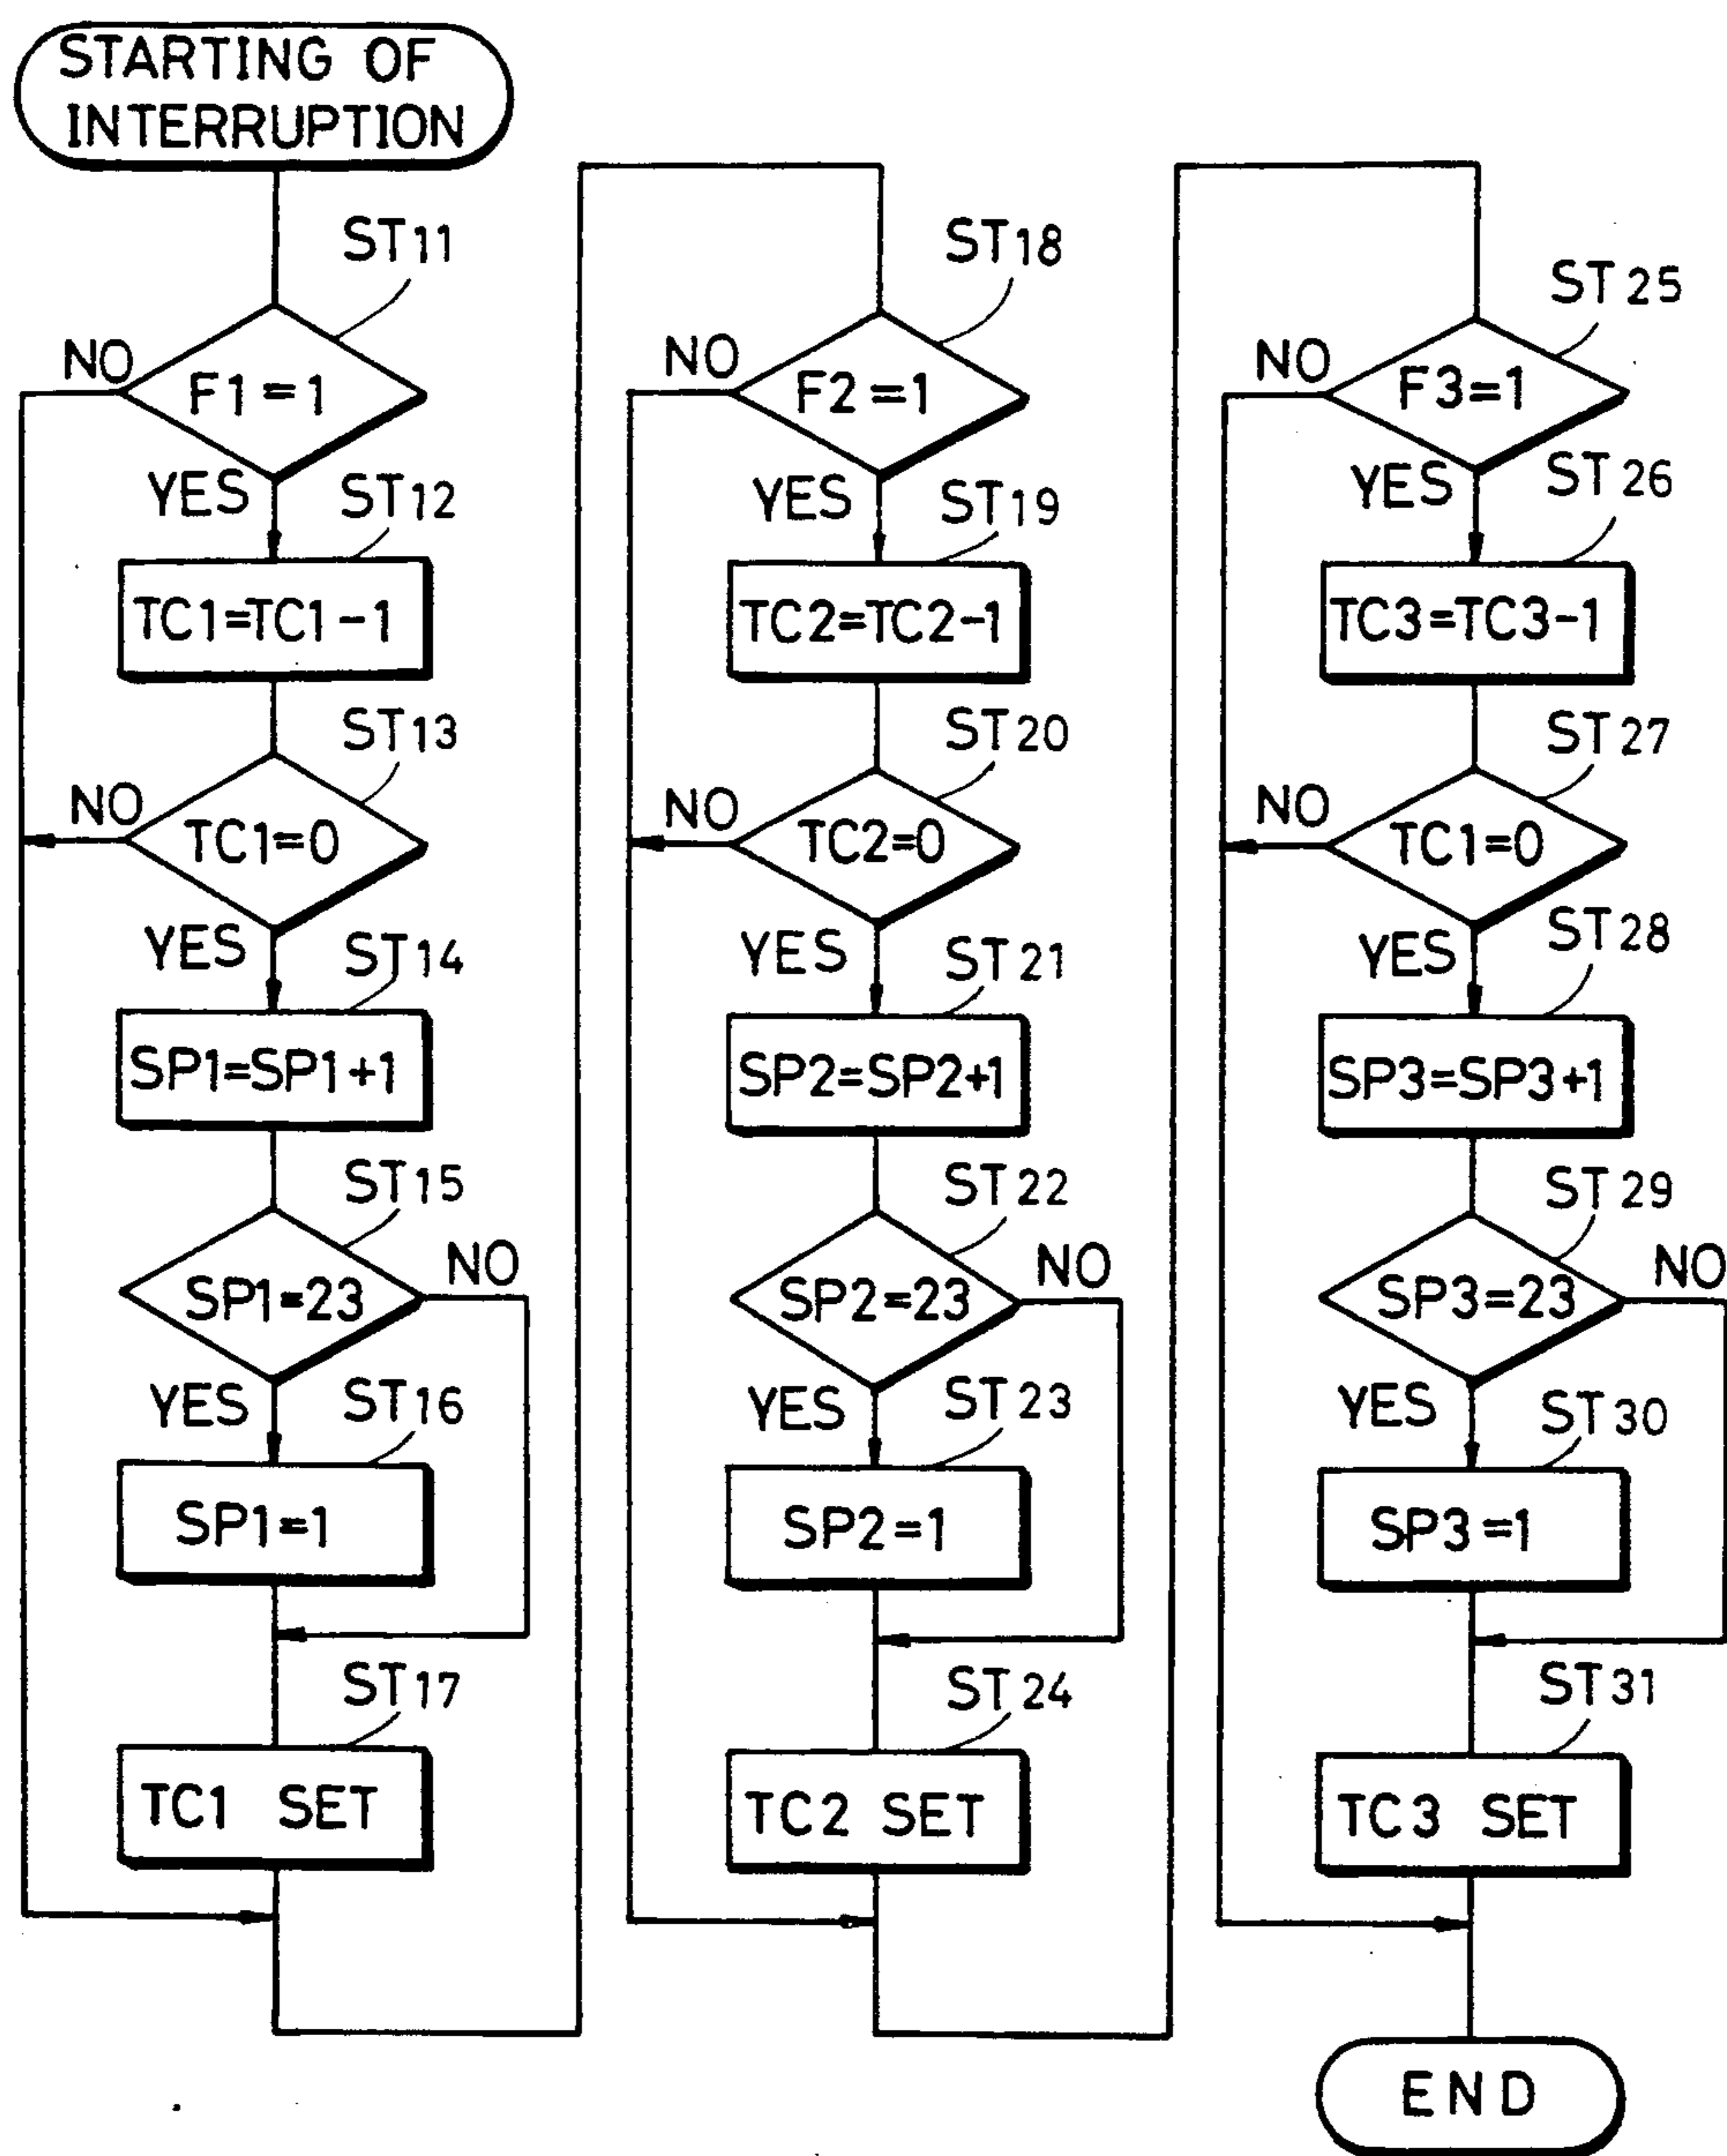 STARTING OF
INTERRUPTION
ST11
NO
F1=1
YES
ST12
TC1=TC1-1
ST13
NO
TC1=0
YES
ST14
SP1=SP1+1
ST15
NO
SP1=23
YES
ST16
SP1=1
ST17
TC1 SET
ST18
NO
F2=1
YES
ST19
TC2=TC2-1
ST20
NO
TC2=0
YES
ST21
SP2=SP2+1
ST22
NO
SP2=23
YES
ST23
SP2=1
ST24
TC2 SET
ST25
NO
F3=1
YES
ST26
TC3=TC3-1
ST27
NO
TC1=0
YES
ST28
SP3=SP3+1
ST29
NO
SP3=23
YES
ST30
SP3=1
ST31
TC3 SET
END